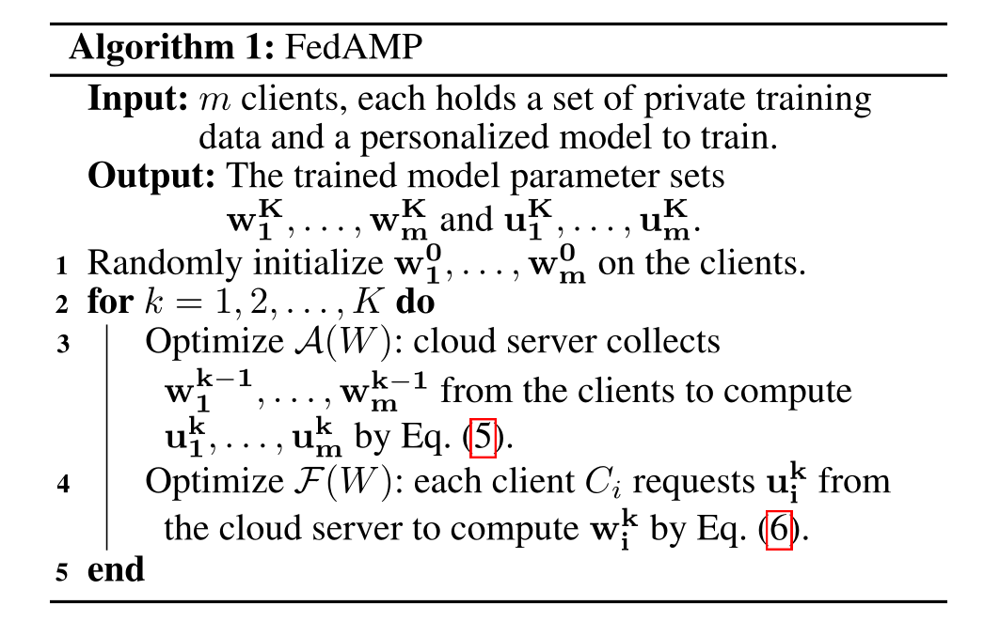 Algorithm 1: FedAMP
Input: m clients, each holds a set of private training
data and a personalized model to train.
Output: The trained model parameter sets
$\mathbf{w_1^K}, \ldots, \mathbf{w_m^K}$ and $\mathbf{u_1^K}, \ldots, \mathbf{u_m^K}$.
1 Randomly initialize $\mathbf{w_1^0}, \ldots, \mathbf{w_m^0}$ on the clients.
2 for $k = 1, 2, \ldots, K$ do
3 Optimize $\mathcal{A}(W)$: cloud server collects
$\mathbf{w_1^{k-1}}, \ldots, \mathbf{w_m^{k-1}}$ from the clients to compute
$\mathbf{u_1^k}, \ldots, \mathbf{u_m^k}$ by Eq. (5).
4 Optimize $\mathcal{F}(W)$: each client $C_i$ requests $\mathbf{u_i^k}$ from
the cloud server to compute $\mathbf{w_i^k}$ by Eq. (6).
5 end